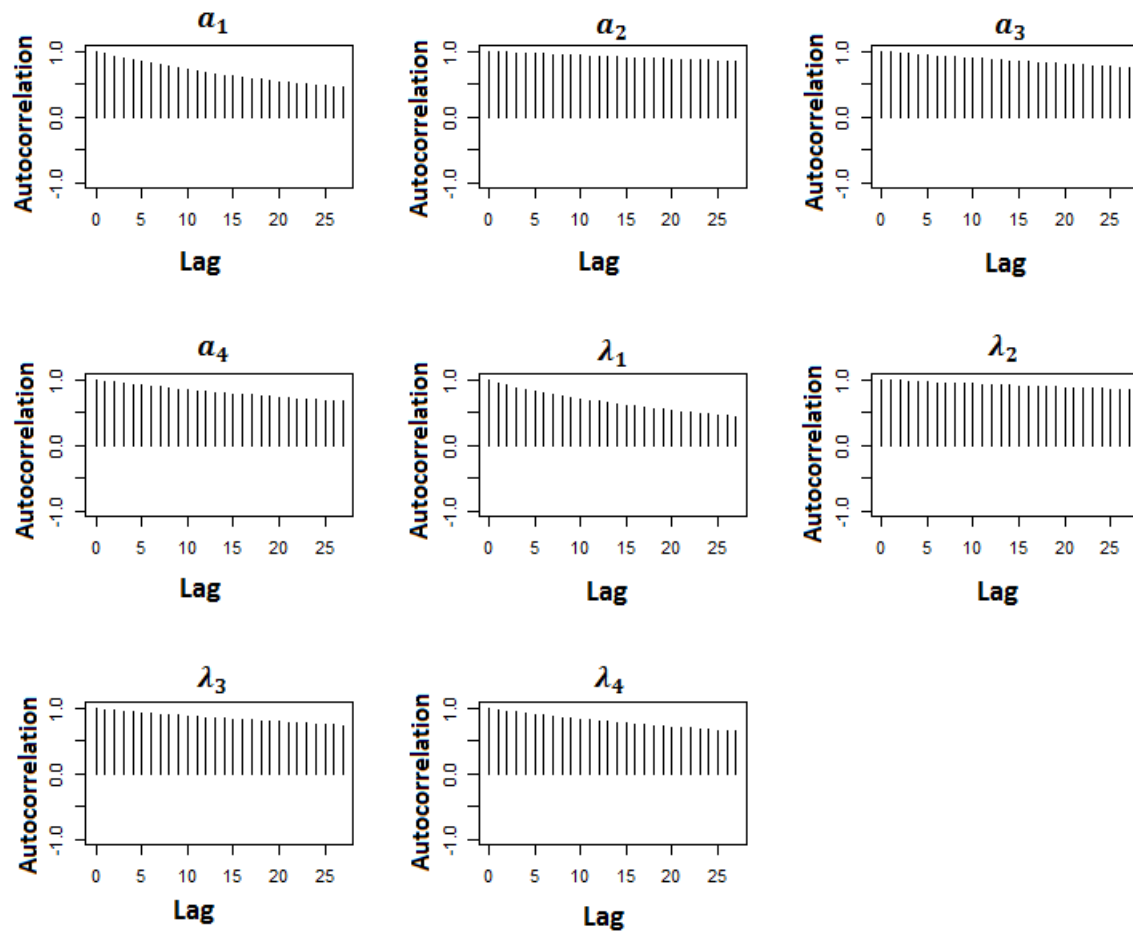 a₁ a₂ a₃
Autocorrelation Autocorrelation Autocorrelation
1.0 1.0 1.0
0.0 0.0 0.0
-1.0 -1.0 -1.0
0 5 10 15 20 25 0 5 10 15 20 25 0 5 10 15 20 25
Lag Lag Lag
a₄ λ₁ λ₂
Autocorrelation Autocorrelation Autocorrelation
1.0 1.0 1.0
0.0 0.0 0.0
-1.0 -1.0 -1.0
0 5 10 15 20 25 0 5 10 15 20 25 0 5 10 15 20 25
Lag Lag Lag
λ₃ λ₄
Autocorrelation Autocorrelation
1.0 1.0
0.0 0.0
-1.0 -1.0
0 5 10 15 20 25 0 5 10 15 20 25
Lag Lag